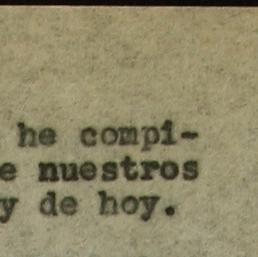 he compi-
e nuestros
y de hoy.